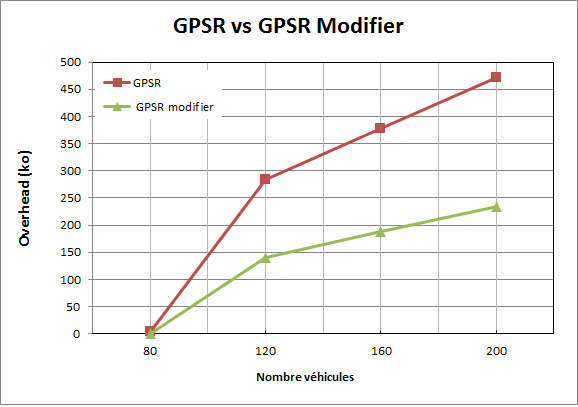 GPSR vs GPSR Modifier
500
450
400
350
300
250
200
150
100
50
0
Overhead (ko)
GPSR
GPSR modifier
80 120 160 200
Nombre véhicules